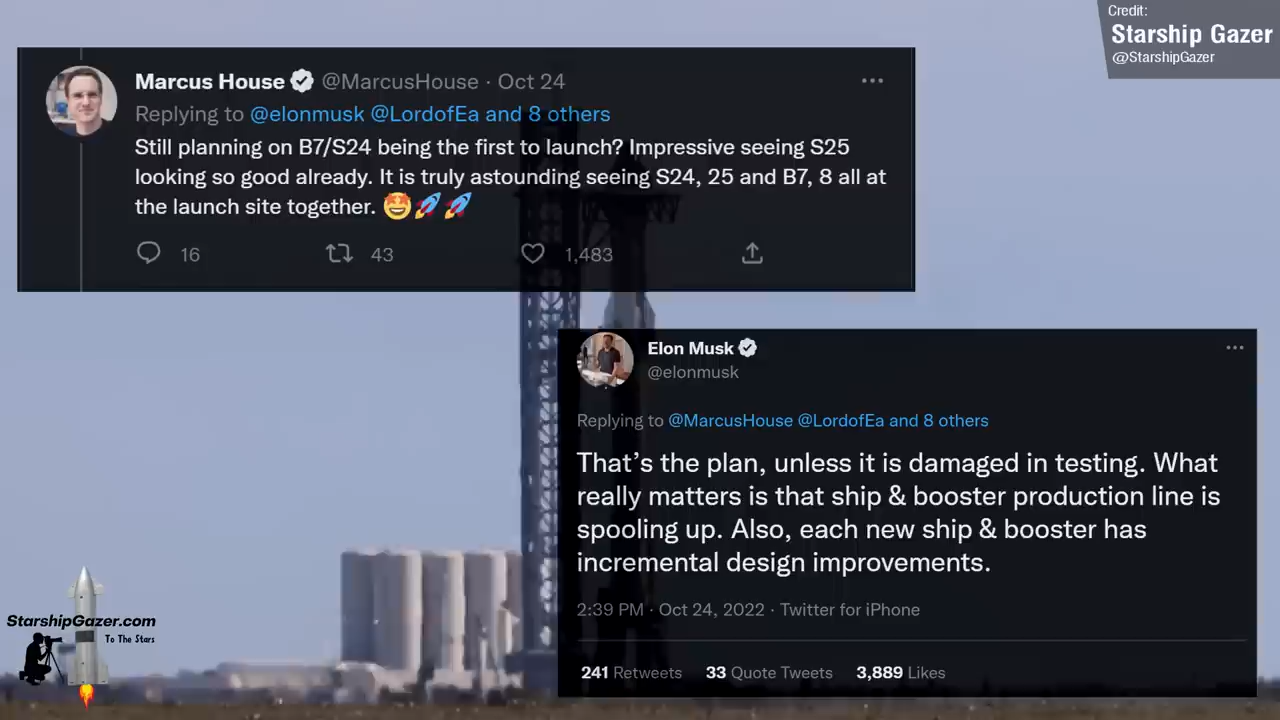 Credit:
Starship Gazer
@StarshipGazer
Marcus House @MarcusHouse · Oct 24
Replying to @elonmusk @LordofEa and 8 others
Still planning on B7/S24 being the first to launch? Impressive seeing S25
looking so good already. It is truly astounding seeing S24, 25 and B7, 8 all at
the launch site together. 🤩🚀🚀
16 43 1,483
Elon Musk
@elonmusk
Replying to @MarcusHouse @LordofEa and 8 others
That’s the plan, unless it is damaged in testing. What
really matters is that ship & booster production line is
spooling up. Also, each new ship & booster has
incremental design improvements.
2:39 PM · Oct 24, 2022 · Twitter for iPhone
241 Retweets 33 Quote Tweets 3,889 Likes
StarshipGazer.com
To The Stars